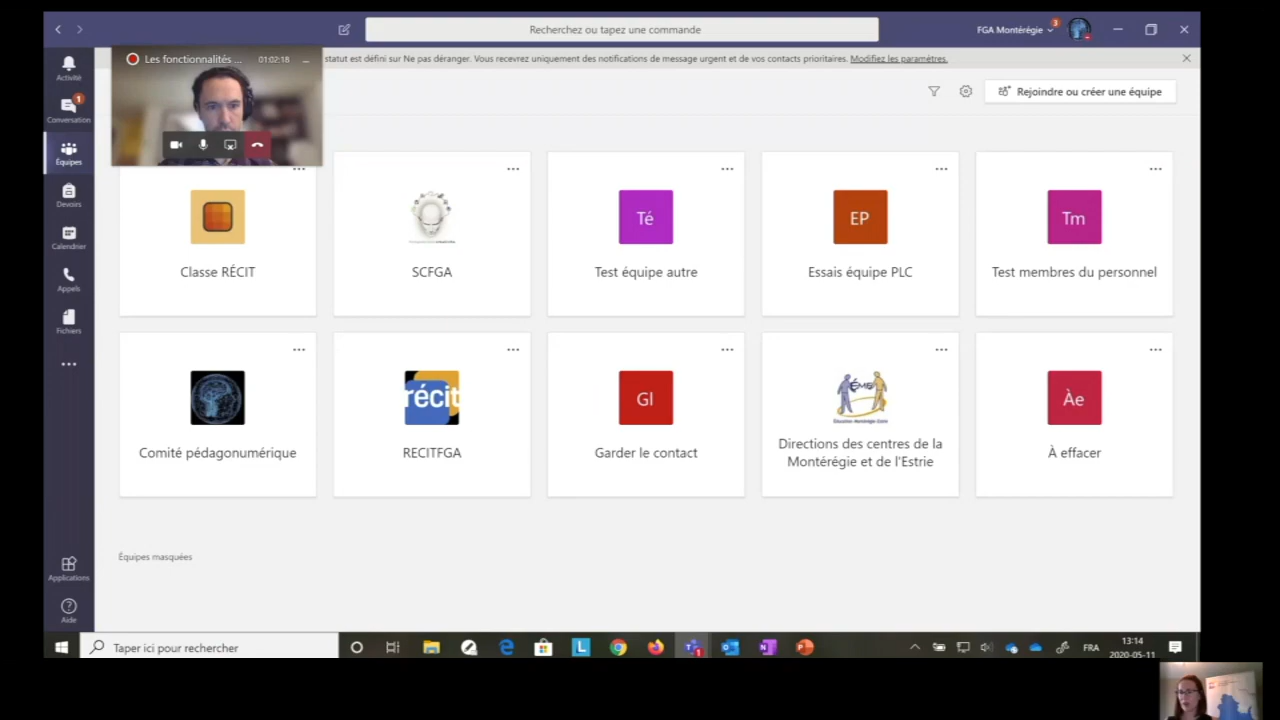 Recherchez ou tapez une commande
FGA Montérégie
3
Les fonctionnalités ...
01:02:18
statut est défini sur Ne pas déranger. Vous recevrez uniquement des notifications de message urgent et de vos contacts prioritaires. Modifiez les paramètres.
Rejoindre ou créer une équipe
Activité
1
Conversation
Équipes
Devoirs
Calendrier
Appels
Fichiers
Applications
Aide
Classe RÉCIT
SCFGA
Té
Test équipe autre
EP
Essais équipe PLC
Tm
Test membres du personnel
Comité pédagonumérique
récit
RECITFGA
Gl
Garder le contact
Directions des centres de la
Montérégie et de l'Estrie
Àe
À effacer
Équipes masquées
Taper ici pour rechercher
FRA
13:14
2020-05-11